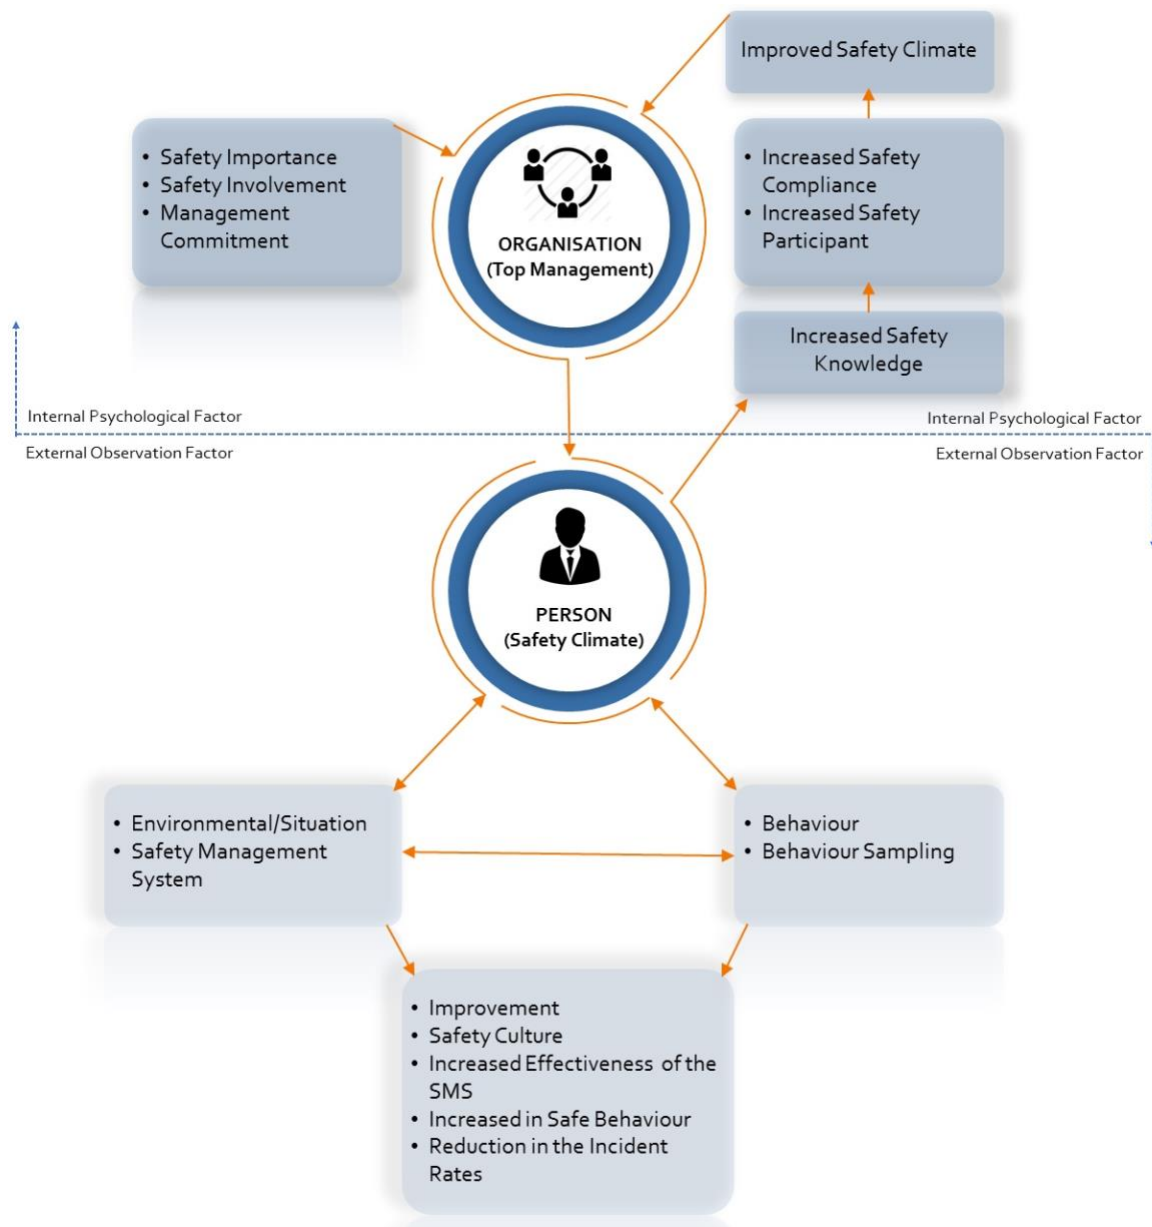 Improved Safety Climate
• Safety Importance
• Safety Involvement
• Management
Commitment
ORGANISATION
(Top Management)
• Increased Safety
Compliance
• Increased Safety
Participant
Increased Safety
Knowledge
Internal Psychological Factor
Internal Psychological Factor
External Observation Factor
External Observation Factor
PERSON
(Safety Climate)
• Environmental/Situation
• Safety Management
System
• Behaviour
• Behaviour Sampling
• Improvement
• Safety Culture
• Increased Effectiveness of the
SMS
• Increased in Safe Behaviour
• Reduction in the Incident
Rates